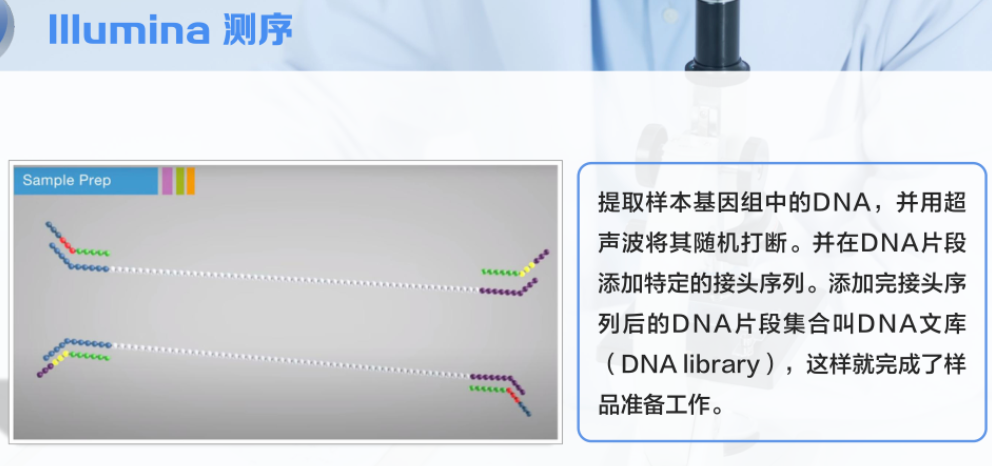 Illumina 测序
Sample Prep
提取样本基因组中的DNA，并用超
声波将其随机打断。并在DNA片段
添加特定的接头序列。添加完接头序
列后的DNA片段集合叫DNA文库
（DNA library），这样就完成了样
品准备工作。